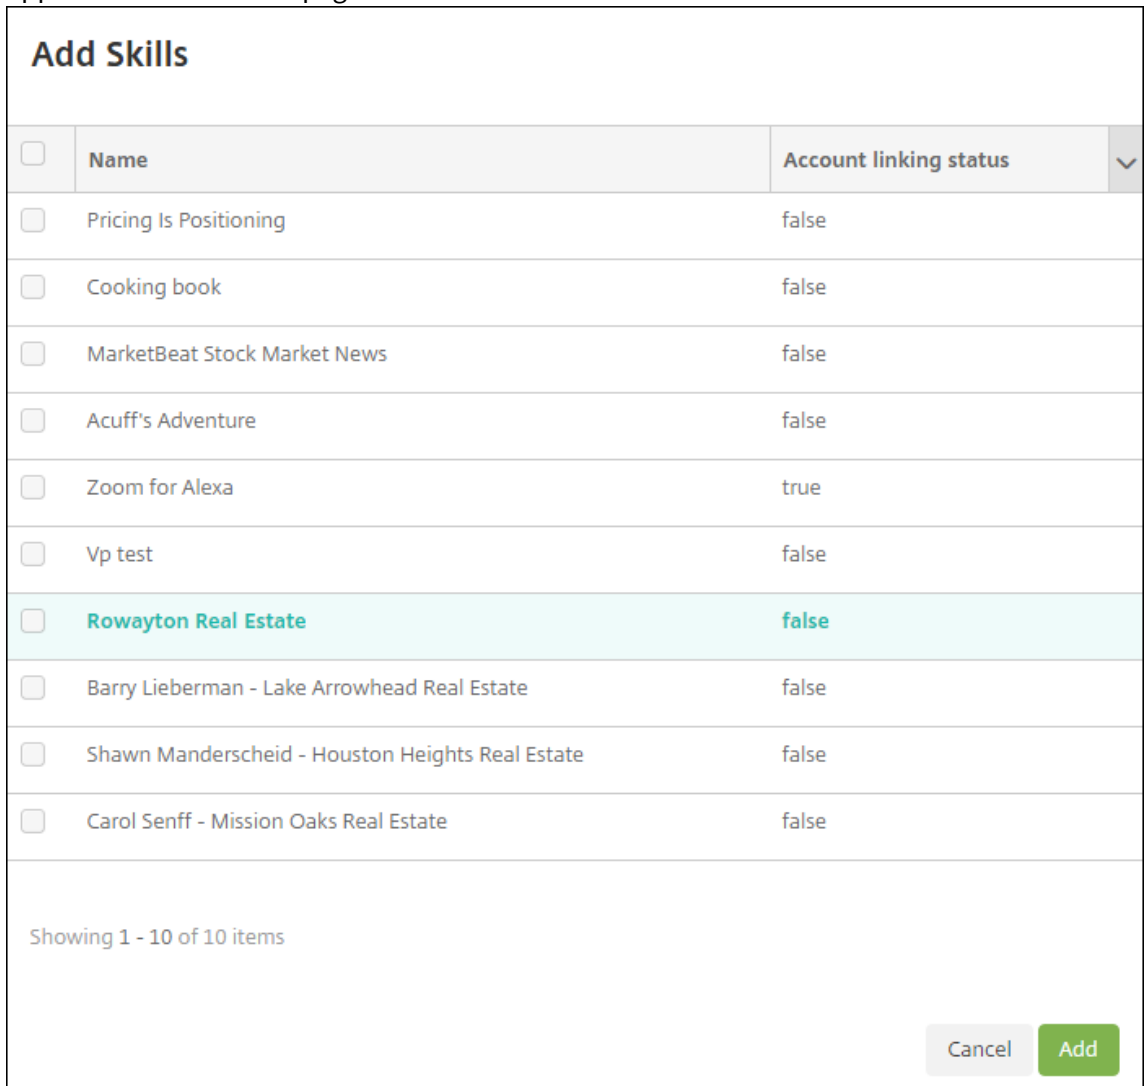 Add Skills
Name Account linking status
Pricing Is Positioning false
Cooking book false
MarketBeat Stock Market News false
Acuff's Adventure false
Zoom for Alexa true
Vp test false
Rowayton Real Estate false
Barry Lieberman - Lake Arrowhead Real Estate false
Shawn Manderscheid - Houston Heights Real Estate false
Carol Senff - Mission Oaks Real Estate false
Showing 1 - 10 of 10 items
Cancel Add